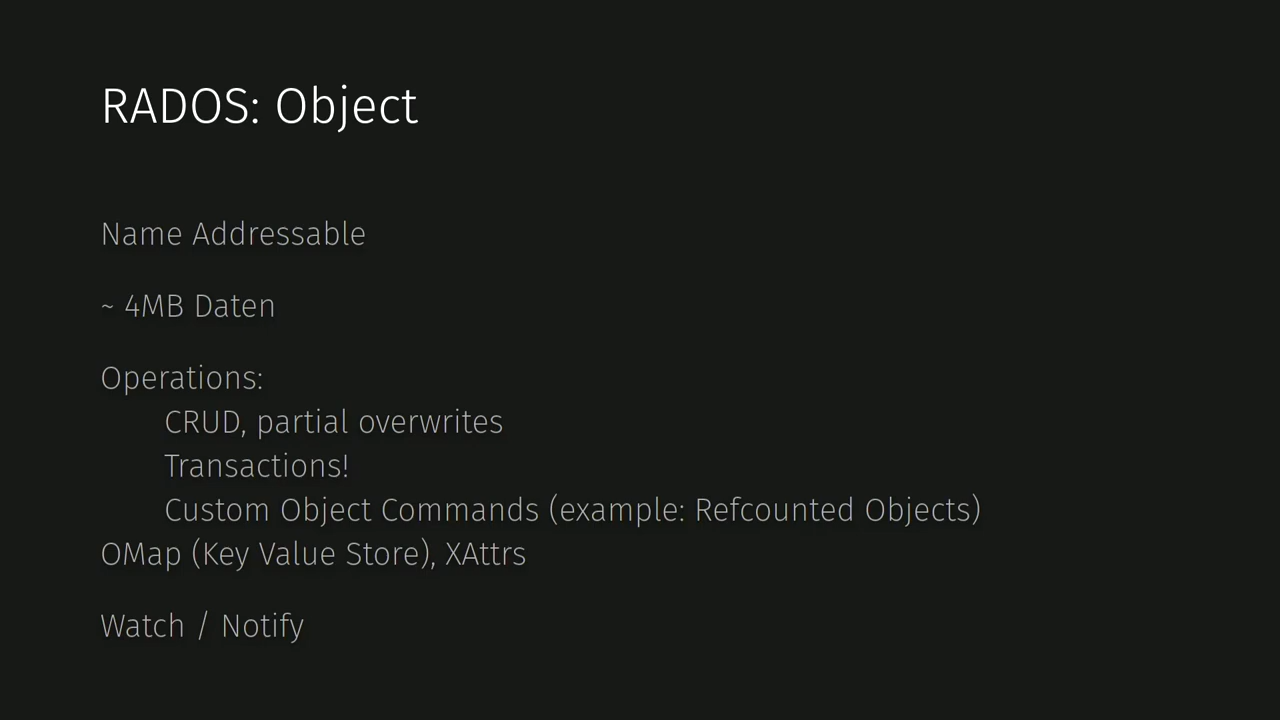 RADOS: Object
Name Addressable
~ 4MB Daten
Operations:
CRUD, partial overwrites
Transactions!
Custom Object Commands (example: Refcounted Objects)
OMap (Key Value Store), XAttrs
Watch / Notify